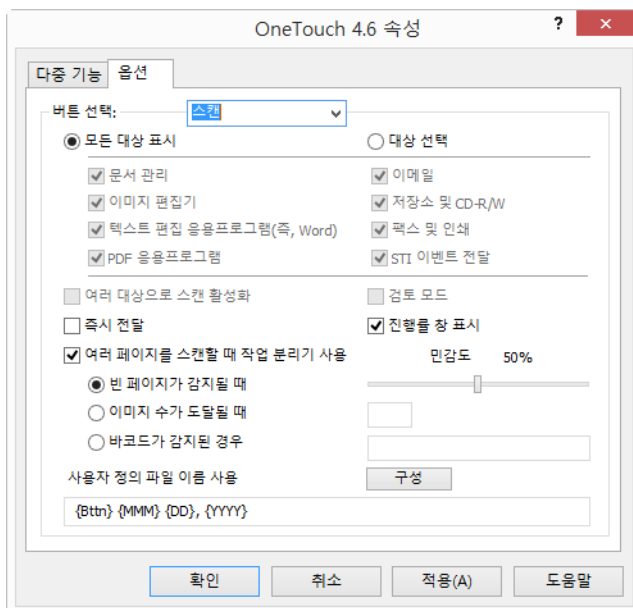 OneTouch 4.6 속성
?
다중 기능 옵션
버튼 선택: 스캔
모든 대상 표시 대상 선택
문서 관리 이메일
이미지 편집기 저장소 및 CD-R/W
텍스트 편집 응용프로그램(즉, Word) 팩스 및 인쇄
PDF 응용프로그램 STI 이벤트 전달
여러 대상으로 스캔 활성화 검토 모드
즉시 전달 진행률 창 표시
여러 페이지를 스캔할 때 작업 분리기 사용 민감도 50%
빈 페이지가 감지될 때
이미지 수가 도달될 때
바코드가 감지된 경우
사용자 정의 파일 이름 사용 구성
{Bttn} {MMM} {DD}, {YYYY}
확인 취소 적용(A) 도움말